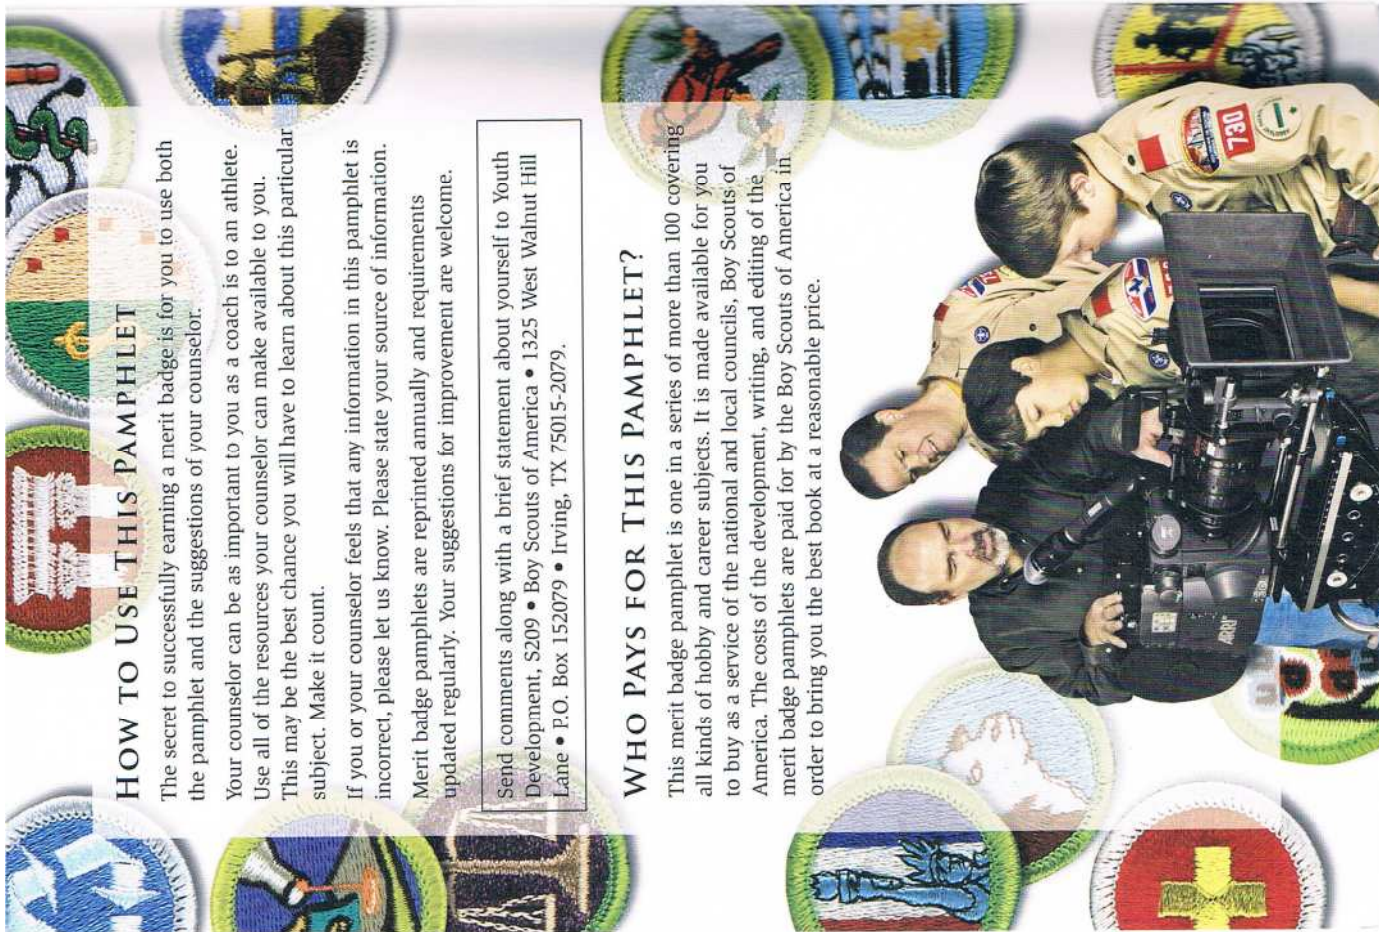 HOW TO USE THIS PAMPHLET
The secret to successfully earning a merit badge is for you to use both
the pamphlet and the suggestions of your counselor.
Your counselor can be as important to you as a coach is to an athlete.
Use all of the resources your counselor can make available to you.
This may be the best chance you will have to learn about this particular
subject. Make it count.
If you or your counselor feels that any information in this pamphlet is
incorrect, please let us know. Please state your source of information.
Merit badge pamphlets are reprinted annually and requirements
updated regularly. Your suggestions for improvement are welcome.
Send comments along with a brief statement about yourself to Youth
Development, S209 • Boy Scouts of America • 1325 West Walnut Hill
Lane • P.O. Box 152079 • Irving, TX 75015-2079.
WHO PAYS FOR THIS PAMPHLET?
This merit badge pamphlet is one in a series of more than 100 covering
all kinds of hobby and career subjects. It is made available for you
to buy as a service of the national and local councils, Boy Scouts of
America. The costs of the development, writing, and editing of the
merit badge pamphlets are paid for by the Boy Scouts of America in
order to bring you the best book at a reasonable price.
730
ARRI